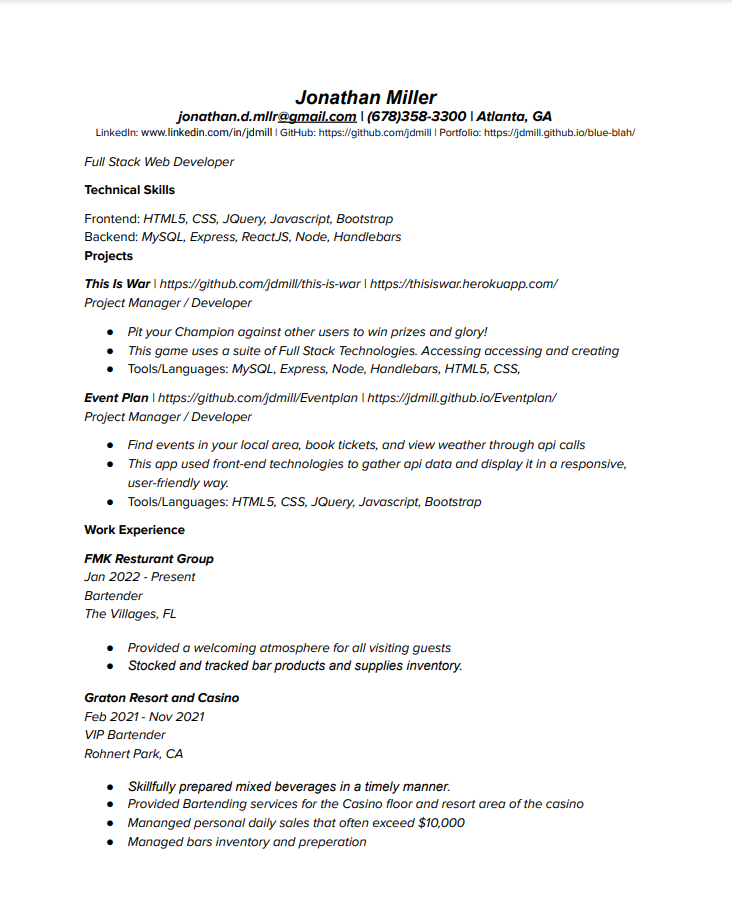 Jonathan Miller
jonathan.d.mllr@gmail.com | (678)358-3300 | Atlanta, GA
LinkedIn: www.linkedin.com/in/jdmill | GitHub: https://github.com/jdmill | Portfolio: https://jdmill.github.io/blue-blah/
Full Stack Web Developer
Technical Skills
Frontend: HTML5, CSS, JQuery, Javascript, Bootstrap
Backend: MySQL, Express, ReactJS, Node, Handlebars
Projects
This Is War | https://github.com/jdmill/this-is-war | https://thisiswar.herokuapp.com/
Project Manager / Developer
● Pit your Champion against other users to win prizes and glory!
● This game uses a suite of Full Stack Technologies. Accessing accessing and creating
● Tools/Languages: MySQL, Express, Node, Handlebars, HTML5, CSS,
Event Plan | https://github.com/jdmill/Eventplan | https://jdmill.github.io/Eventplan/
Project Manager / Developer
● Find events in your local area, book tickets, and view weather through api calls
● This app used front-end technologies to gather api data and display it in a responsive,
user-friendly way.
● Tools/Languages: HTML5, CSS, JQuery, Javascript, Bootstrap
Work Experience
FMK Resturant Group
Jan 2022 - Present
Bartender
The Villages, FL
● Provided a welcoming atmosphere for all visiting guests
● Stocked and tracked bar products and supplies inventory.
Graton Resort and Casino
Feb 2021 - Nov 2021
VIP Bartender
Rohnert Park, CA
● Skillfully prepared mixed beverages in a timely manner.
● Provided Bartending services for the Casino floor and resort area of the casino
● Mananged personal daily sales that often exceed $10,000
● Managed bars inventory and preperation